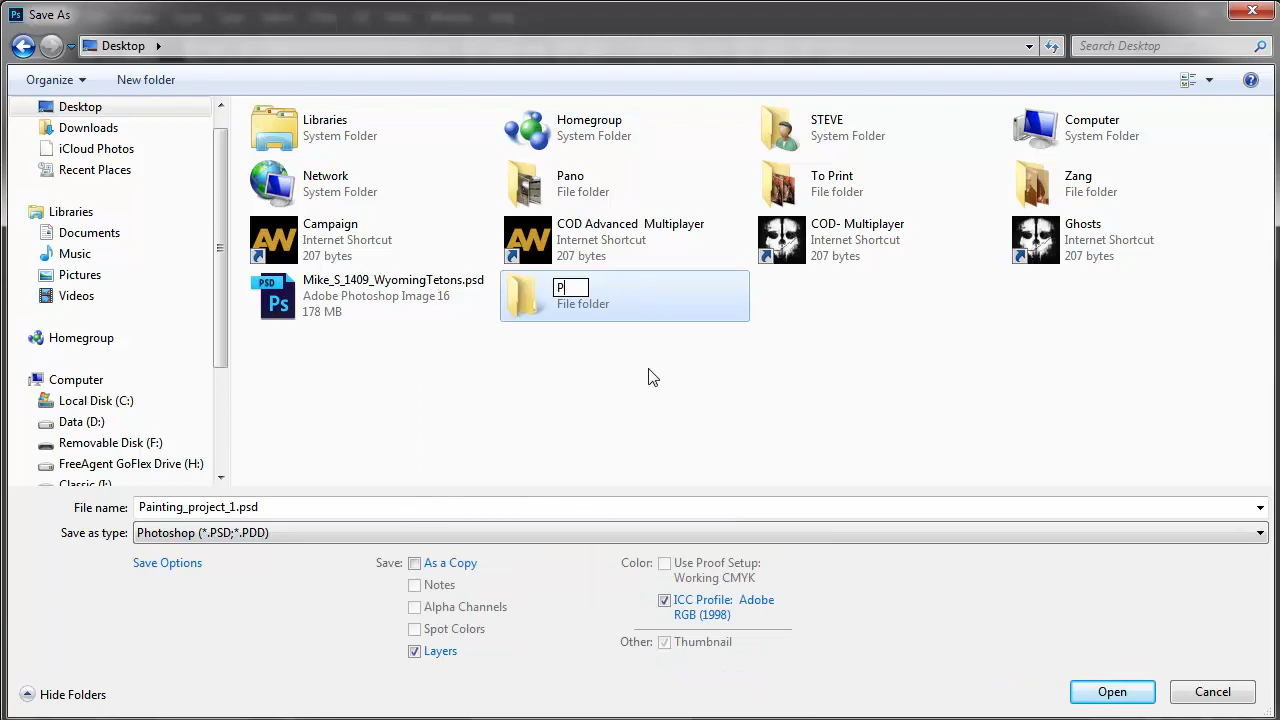 Ps Save As
Desktop
Search Desktop
Organize
New folder
Desktop
Downloads
iCloud Photos
Recent Places
Libraries
Documents
Music
Pictures
Videos
Homegroup
Computer
Local Disk (C:)
Data (D:)
Removable Disk (F:)
FreeAgent GoFlex Drive (H:)
Classic (I:)
Libraries
System Folder
Homegroup
System Folder
STEVE
System Folder
Computer
System Folder
Network
System Folder
Pano
File folder
To Print
File folder
Zang
File folder
AW
Campaign
Internet Shortcut
207 bytes
AW
COD Advanced Multiplayer
Internet Shortcut
207 bytes
COD- Multiplayer
Internet Shortcut
207 bytes
Ghosts
Internet Shortcut
207 bytes
PSD
Ps
Mike_S_1409_WyomingTetons.psd
Adobe Photoshop Image 16
178 MB
P
File folder
File name: Painting_project_1.psd
Save as type: Photoshop (*.PSD;*.PDD)
Save Options
Save: As a Copy
Notes
Alpha Channels
Spot Colors
Layers
Color: Use Proof Setup:
Working CMYK
ICC Profile: Adobe
RGB (1998)
Other: Thumbnail
Hide Folders
Open
Cancel